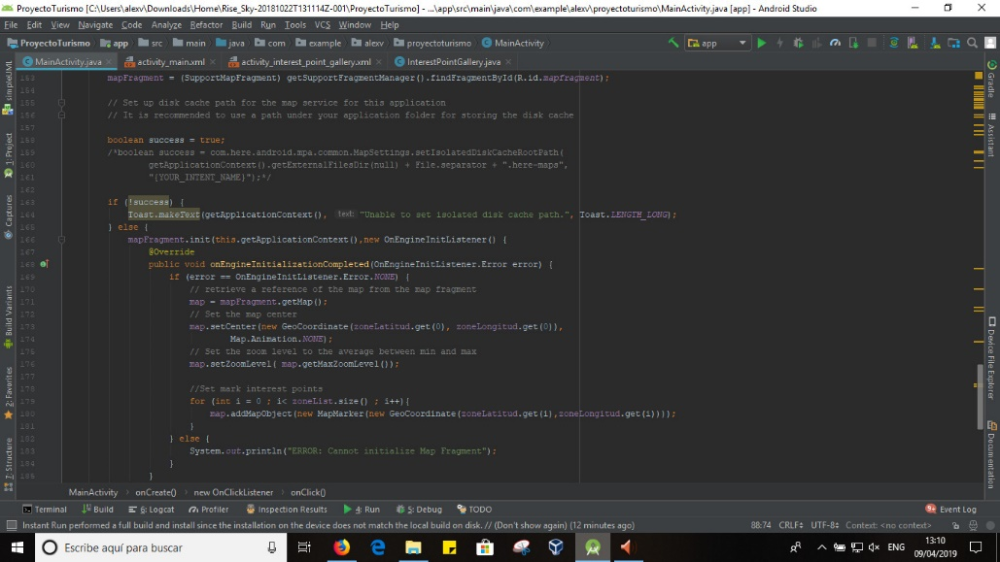 ProyectoTurismo [C:\Users\alexv\Downloads\Home\Rise_Sky-20181022T131114Z-001\ProyectoTurismo] - ...\app\src\main\java\com\example\alexv\proyectoturismo\MainActivity.java [app] - Android Studio
File Edit View Navigate Code Analyze Refactor Build Run Tools VCS Window Help
ProyectoTurismo app src main java com example alexv proyectoturismo MainActivity app
MainActivity.java activity_main.xml activity_interest_point_gallery.xml InterestPointGallery.java
153 mapFragment = (SupportMapFragment) getSupportFragmentManager().findFragmentById(R.id.mapfragment);
154
155 // Set up disk cache path for the map service for this application
156 // It is recommended to use a path under your application folder for storing the disk cache
157
158 boolean success = true;
159 /*boolean success = com.here.android.mpa.common.MapSettings.setIsolatedDiskCacheRootPath(
160 getApplicationContext().getExternalFilesDir(null) + File.separator + ".here-maps",
161 "{YOUR_INTENT_NAME}");*/
162
163 if (!success) {
164 Toast.makeText(getApplicationContext(), text: "Unable to set isolated disk cache path.", Toast.LENGTH_LONG);
165 } else {
166 mapFragment.init(this.getApplicationContext(),new OnEngineInitListener() {
167 @Override
168 public void onEngineInitializationCompleted(OnEngineInitListener.Error error) {
169 if (error == OnEngineInitListener.Error.NONE) {
170 // retrieve a reference of the map from the map fragment
171 map = mapFragment.getMap();
172 // Set the map center
173 map.setCenter(new GeoCoordinate(zoneLatitud.get(0), zoneLongitud.get(0)),
174 Map.Animation.NONE);
175 // Set the zoom level to the average between min and max
176 map.setZoomLevel( map.getMaxZoomLevel());
177
178 //Set mark interest points
179 for (int i = 0 ; i< zoneList.size() ; i++){
180 map.addMapObject(new MapMarker(new GeoCoordinate(zoneLatitud.get(i),zoneLongitud.get(i))));
181 }
182 } else {
183 System.out.println("ERROR: Cannot initialize Map Fragment");
184 }
185 }
simpleUML
1: Project
Captures
Build Variants
2: Favorites
7: Structure
Gradle
Assistant
Device File Explorer
Documentation
MainActivity onCreate() new OnClickListener onClick()
Terminal Build 6: Logcat Profiler Inspection Results 4: Run 5: Debug TODO Event Log
Instant Run performed a full build and install since the installation on the device does not match the local build on disk. // (Don't show again) (12 minutes ago) 88:74 CRLF UTF-8 Context: <no context>
Escribe aquí para buscar ENG 13:10
09/04/2019